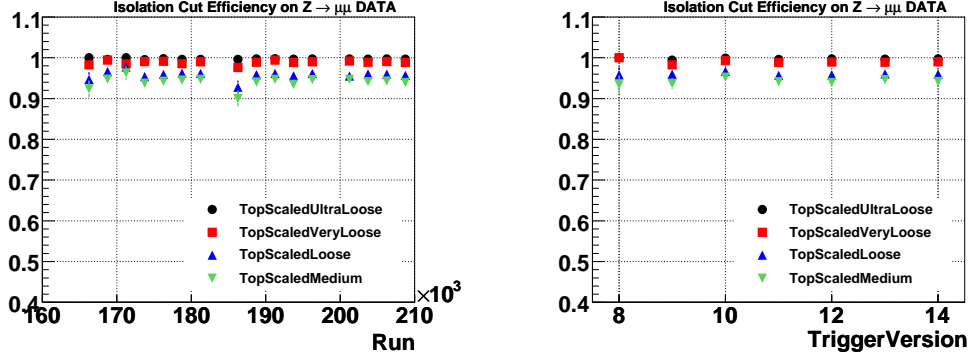 Isolation Cut Efficiency on Z → μμ DATA
1.1
1
0.9
0.8
0.7
0.6
0.5
0.4
160 170 180 190 200 210
×10³
Run
TopScaledUltraLoose
TopScaledVeryLoose
TopScaledLoose
TopScaledMedium
Isolation Cut Efficiency on Z → μμ DATA
1.1
1
0.9
0.8
0.7
0.6
0.5
0.4
8 10 12 14
TriggerVersion
TopScaledUltraLoose
TopScaledVeryLoose
TopScaledLoose
TopScaledMedium